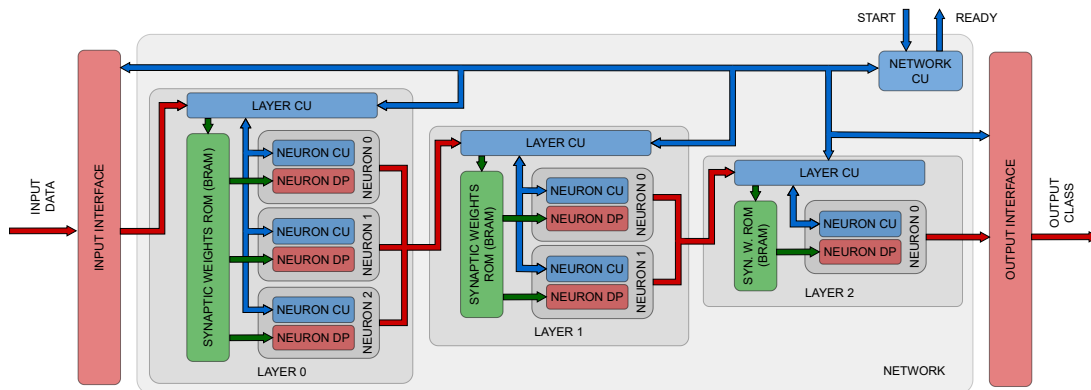 START
READY
NETWORK
CU
INPUT INTERFACE
INPUT
DATA
LAYER CU
SYNAPTIC WEIGHTS ROM (BRAM)
NEURON CU
NEURON DP
NEURON 0
NEURON CU
NEURON DP
NEURON 1
NEURON CU
NEURON DP
NEURON 2
LAYER 0
LAYER CU
SYNAPTIC WEIGHTS
ROM (BRAM)
NEURON CU
NEURON DP
NEURON 0
NEURON CU
NEURON DP
NEURON 1
LAYER 1
LAYER CU
SYN. W. ROM
(BRAM)
NEURON CU
NEURON DP
NEURON 0
LAYER 2
NETWORK
OUTPUT INTERFACE
OUTPUT
CLASS